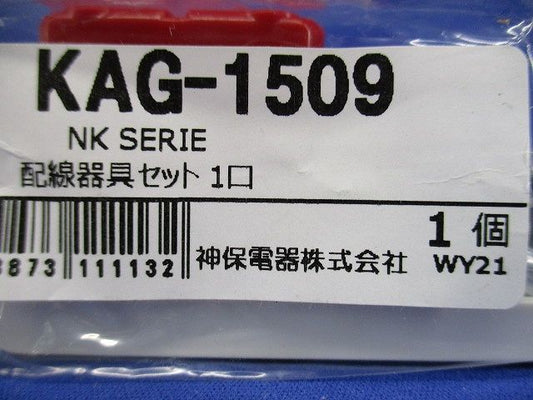 KAG-1509
NK SERIE
配線器具セット 1口
1 個
873 111132 神保電器株式会社 WY21